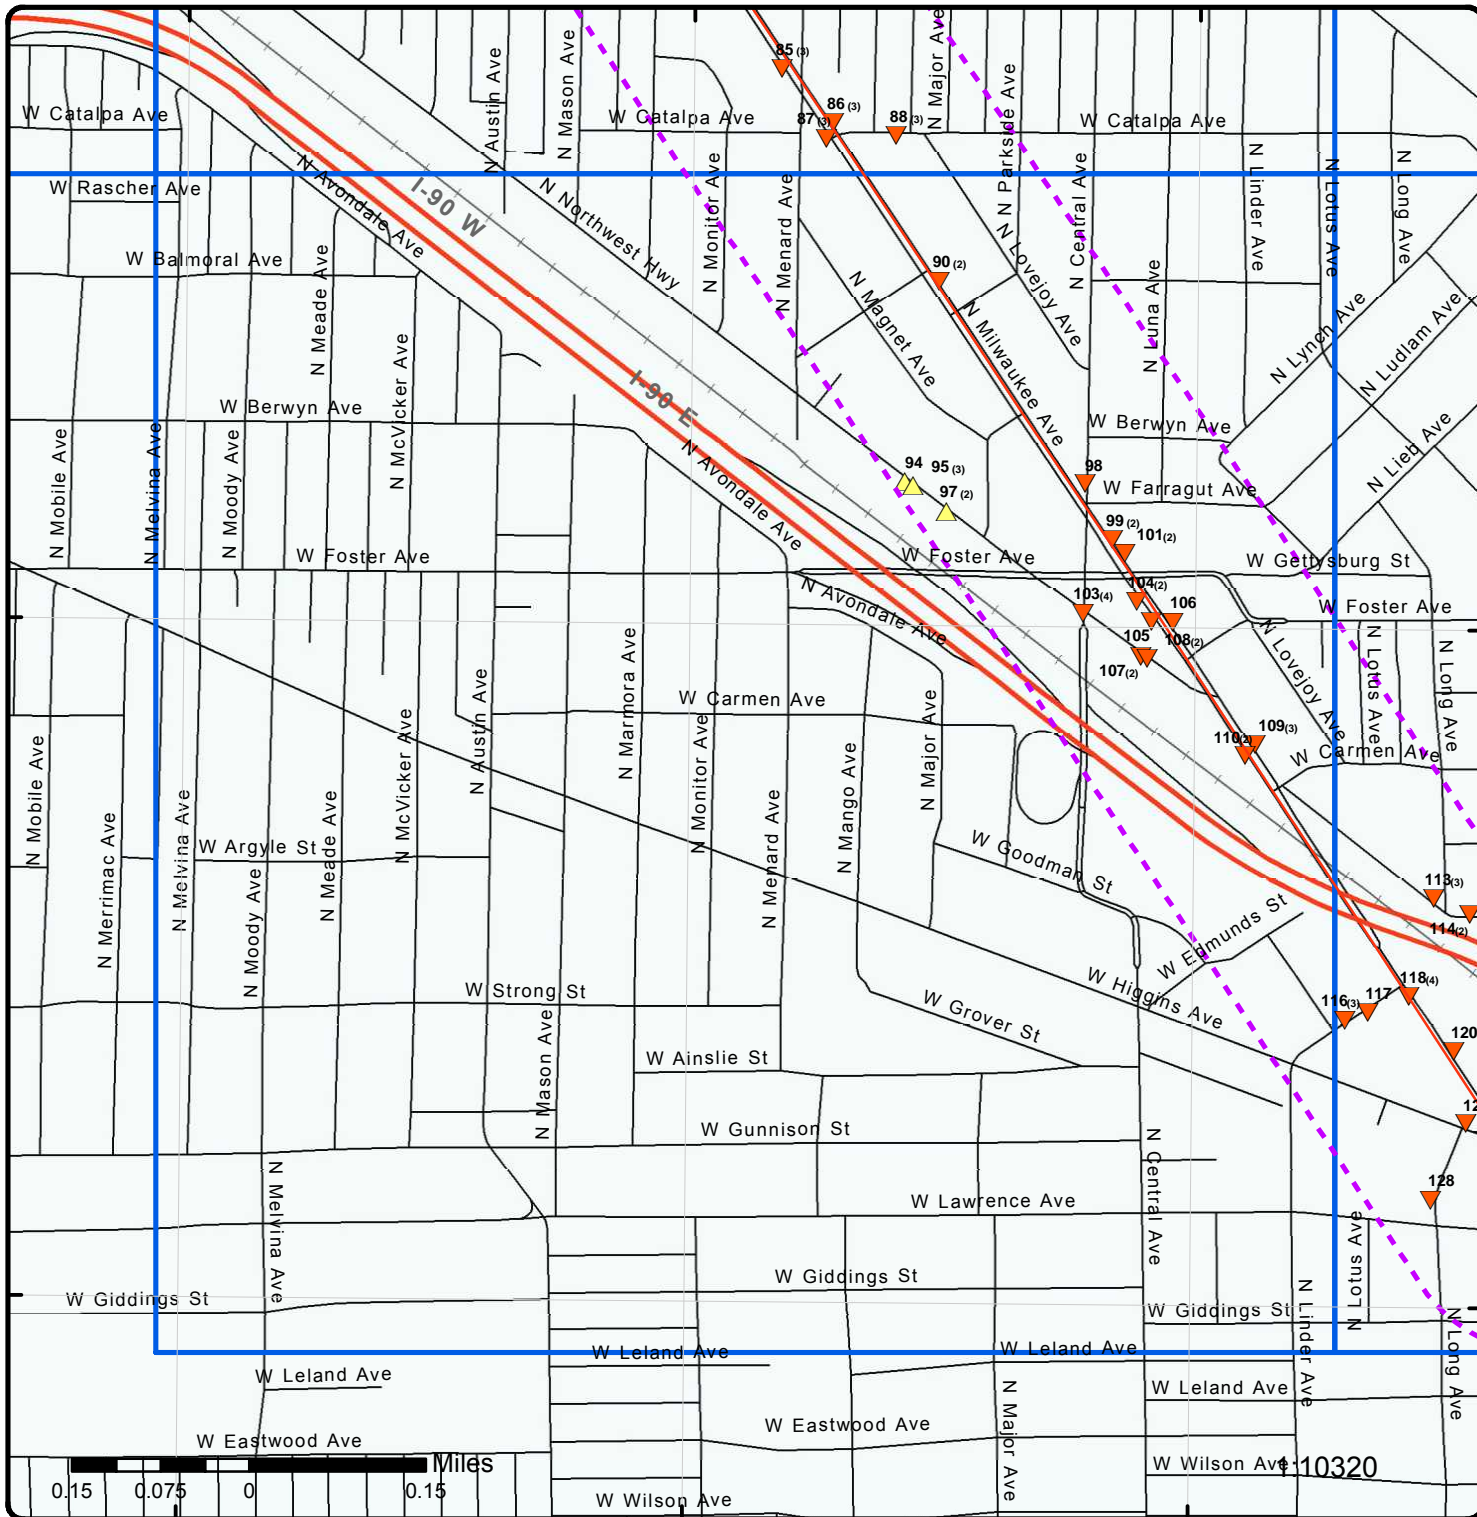 85 (3)
86 (3)
87 (3)
88 (3)
N Major Ave
N Austin Ave
N Mason Ave
W Catalpa Ave
W Catalpa Ave
W Catalpa Ave
N Parkside Ave
N Central Ave
N Linder Ave
N Lotus Ave
N Long Ave
W Rascher Ave
N Avondale Ave
I-90 W
N Northwest Hwy
N Monitor Ave
N Menard Ave
N Lovejoy Ave
W Balmoral Ave
N Meade Ave
90 (2)
N Magnet Ave
N Milwaukee Ave
N Luna Ave
N Lynch Ave
N Ludlam Ave
N McVicker Ave
I-90 E
W Berwyn Ave
W Berwyn Ave
N Lieb Ave
N Mobile Ave
N Melvina Ave
N Moody Ave
N Avondale Ave
94
95 (3)
97 (2)
98
W Farragut Ave
99 (2)
101(2)
W Foster Ave
W Foster Ave
W Gettysburg St
N Avondale Ave
103(4)
104(2)
106
W Foster Ave
105
108(2)
107(2)
N Lovejoy Ave
N Lotus Ave
N Long Ave
N Marmora Ave
N Austin Ave
W Carmen Ave
N Major Ave
109(3)
110(2)
W Carmen Ave
N Mobile Ave
N Merrimac Ave
N Melvina Ave
N McVicker Ave
N Meade Ave
N Moody Ave
N Monitor Ave
N Menard Ave
N Mango Ave
W Argyle St
W Goodman St
113(3)
114(2)
W Edmunds St
W Higgins Ave
W Strong St
W Grover St
116(3)
117
118(4)
120
12
N Mason Ave
W Ainslie St
W Gunnison St
N Central Ave
128
N Melvina Ave
W Lawrence Ave
N Lotus Ave
W Giddings St
W Giddings St
W Giddings St
N Linder Ave
N Long Ave
W Leland Ave
W Leland Ave
W Leland Ave
W Leland Ave
N Major Ave
W Eastwood Ave
W Eastwood Ave
W Wilson Ave
W Wilson Ave
1:10320
Miles
0.15 0.075 0 0.15